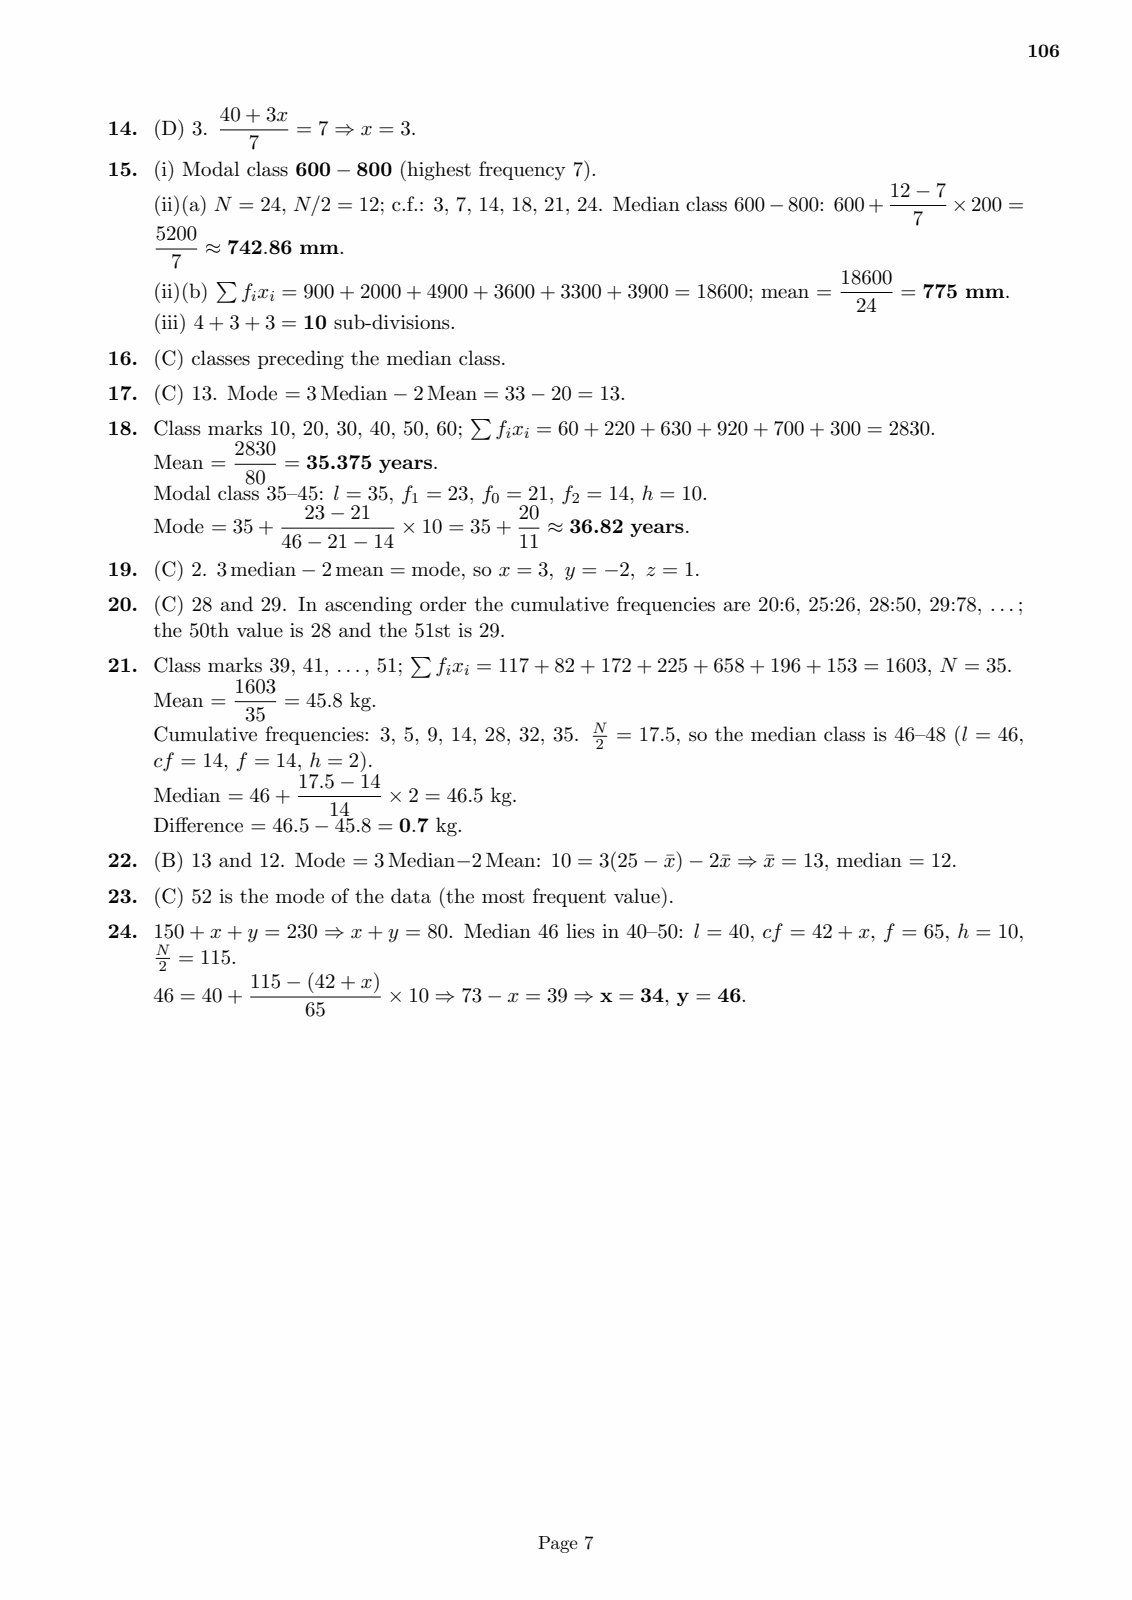 106
14. (D) 3. (40 + 3x)/7 = 7 ⇒ x = 3.
15. (i) Modal class 600 − 800 (highest frequency 7).
(ii)(a) N = 24, N/2 = 12; c.f.: 3, 7, 14, 18, 21, 24. Median class 600 − 800: 600 + (12 − 7)/7 × 200 =
5200/7 ≈ 742.86 mm.
(ii)(b) ∑ fᵢxᵢ = 900 + 2000 + 4900 + 3600 + 3300 + 3900 = 18600; mean = 18600/24 = 775 mm.
(iii) 4 + 3 + 3 = 10 sub-divisions.
16. (C) classes preceding the median class.
17. (C) 13. Mode = 3 Median − 2 Mean = 33 − 20 = 13.
18. Class marks 10, 20, 30, 40, 50, 60; ∑ fᵢxᵢ = 60 + 220 + 630 + 920 + 700 + 300 = 2830.
Mean = 2830/80 = 35.375 years.
Modal class 35–45: l = 35, f₁ = 23, f₀ = 21, f₂ = 14, h = 10.
Mode = 35 + (23 − 21)/(46 − 21 − 14) × 10 = 35 + 20/11 ≈ 36.82 years.
19. (C) 2. 3 median − 2 mean = mode, so x = 3, y = −2, z = 1.
20. (C) 28 and 29. In ascending order the cumulative frequencies are 20:6, 25:26, 28:50, 29:78, . . . ;
the 50th value is 28 and the 51st is 29.
21. Class marks 39, 41, . . . , 51; ∑ fᵢxᵢ = 117 + 82 + 172 + 225 + 658 + 196 + 153 = 1603, N = 35.
Mean = 1603/35 = 45.8 kg.
Cumulative frequencies: 3, 5, 9, 14, 28, 32, 35. N/2 = 17.5, so the median class is 46–48 (l = 46,
cf = 14, f = 14, h = 2).
Median = 46 + (17.5 − 14)/14 × 2 = 46.5 kg.
Difference = 46.5 − 45.8 = 0.7 kg.
22. (B) 13 and 12. Mode = 3 Median−2 Mean: 10 = 3(25 − x̄) − 2x̄ ⇒ x̄ = 13, median = 12.
23. (C) 52 is the mode of the data (the most frequent value).
24. 150 + x + y = 230 ⇒ x + y = 80. Median 46 lies in 40–50: l = 40, cf = 42 + x, f = 65, h = 10,
N/2 = 115.
46 = 40 + (115 − (42 + x))/65 × 10 ⇒ 73 − x = 39 ⇒ x = 34, y = 46.
Page 7